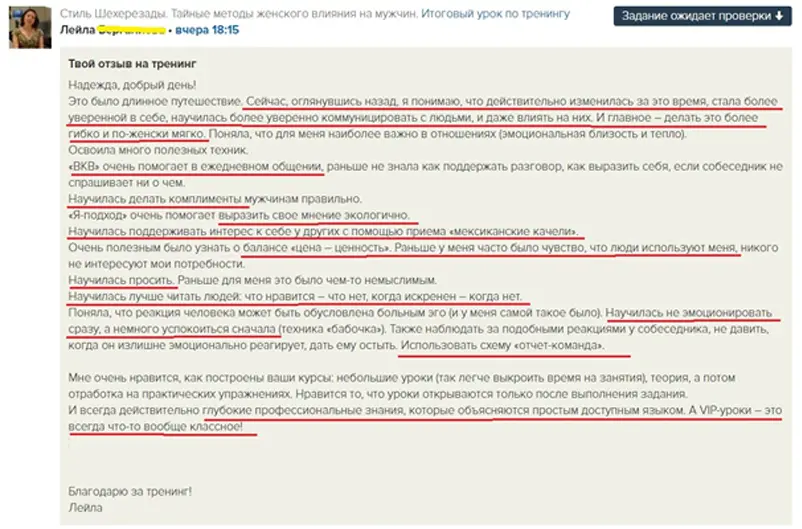 Стиль Шехерезады. Тайные методы женского влияния на мужчин. Итоговый урок по тренингу
Задание ожидает проверки
Лейла • вчера 18:15
Твой отзыв на тренинг
Надежда, добрый день!
Это было длинное путешествие. Сейчас, оглянувшись назад, я понимаю, что действительно изменилась за это время, стала более
уверенной в себе, научилась более уверенно коммуницировать с людьми, и даже влиять на них. И главное – делать это более
гибко и по-женски мягко. Поняла, что для меня наиболее важно в отношениях (эмоциональная близость и тепло).
Освоила много полезных техник.
«ВКВ» очень помогает в ежедневном общении, раньше не знала как поддержать разговор, как выразить себя, если собеседник не
спрашивает ни о чем.
Научилась делать комплименты мужчинам правильно.
«Я-подход» очень помогает выразить свое мнение экологично.
Научилась поддерживать интерес к себе у других с помощью приема «мексиканские качели».
Очень полезным было узнать о балансе «цена – ценность». Раньше у меня часто было чувство, что люди используют меня, никого
не интересуют мои потребности.
Научилась просить. Раньше для меня это было чем-то немыслимым.
Научилась лучше читать людей: что нравится – что нет, когда искренен – когда нет.
Поняла, что реакция человека может быть обусловлена больным эго (и у меня самой такое было). Научилась не эмоционировать
сразу, а немного успокоиться сначала (техника «бабочка»). Также наблюдать за подобными реакциями у собеседника, не давить,
когда он излишне эмоционально реагирует, дать ему остыть. Использовать схему «отчет-команда».
Мне очень нравится, как построены ваши курсы: небольшие уроки (так легче выкроить время на занятия), теория, а потом
отработка на практических упражнениях. Нравится то, что уроки открываются только после выполнения задания.
И всегда действительно глубокие профессиональные знания, которые объясняются простым доступным языком. А VIP-уроки – это
всегда что-то вообще классное!
Благодарю за тренинг!
Лейла